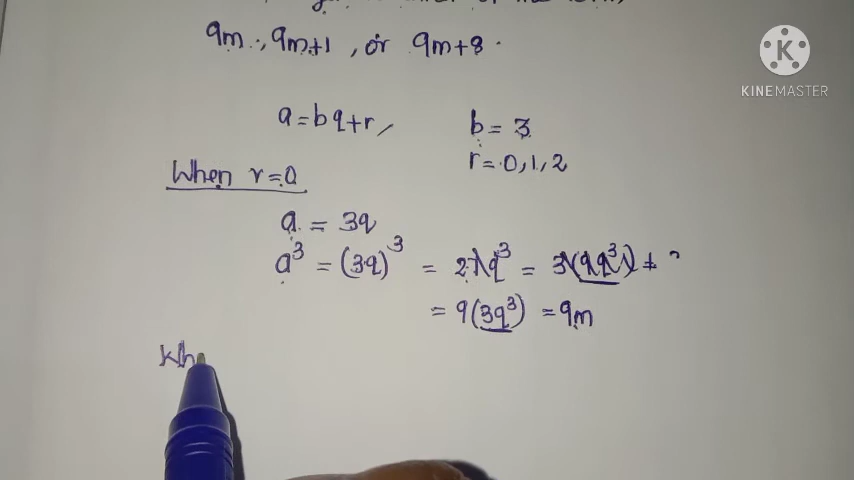 9m, 9m+1, or 9m+8.
KINEMASTER
a = bq+r, b = 3
r = 0, 1, 2
When r=0
a = 3q
a³ = (3q)³ = 27q³ = 3(9q³) +
= 9(3q³) = 9m